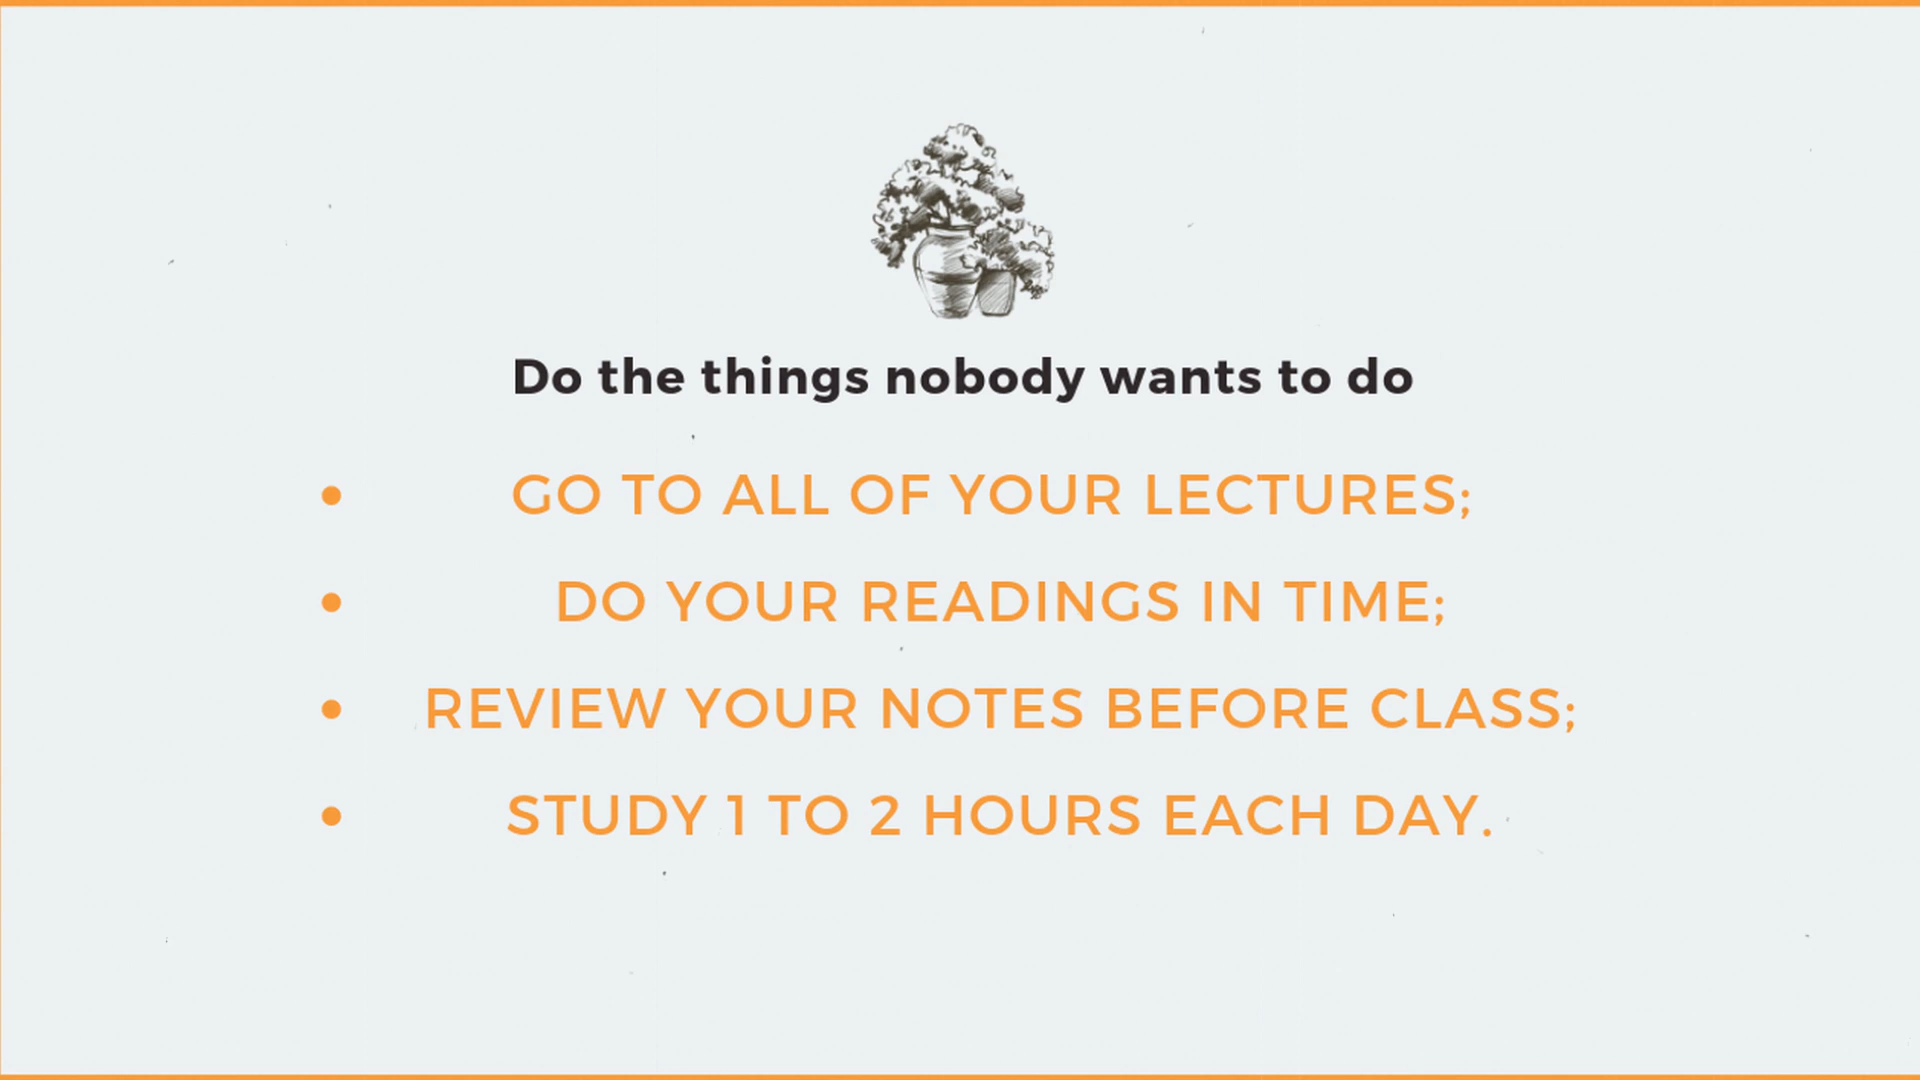 Do the things nobody wants to do
• GO TO ALL OF YOUR LECTURES;
• DO YOUR READINGS IN TIME;
• REVIEW YOUR NOTES BEFORE CLASS;
• STUDY 1 TO 2 HOURS EACH DAY.